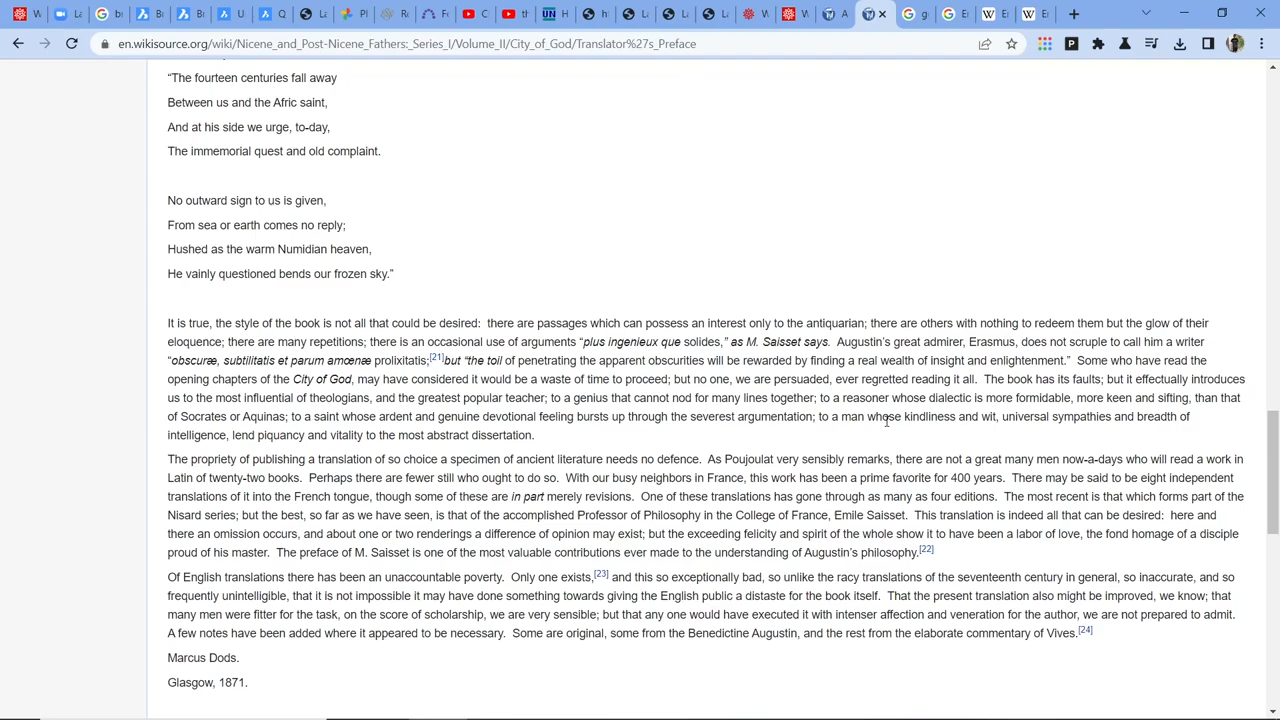 en.wikisource.org/wiki/Nicene_and_Post-Nicene_Fathers:_Series_I/Volume_II/City_of_God/Translator%27s_Preface
“The fourteen centuries fall away
Between us and the Afric saint,
And at his side we urge, to-day,
The immemorial quest and old complaint.
No outward sign to us is given,
From sea or earth comes no reply;
Hushed as the warm Numidian heaven,
He vainly questioned bends our frozen sky.”
It is true, the style of the book is not all that could be desired:  there are passages which can possess an interest only to the antiquarian; there are others with nothing to redeem them but the glow of their
eloquence; there are many repetitions; there is an occasional use of arguments “plus ingenieux que solides,” as M. Saisset says.  Augustin’s great admirer, Erasmus, does not scruple to call him a writer
“obscuræ, subtilitatis et parum amœnæ prolixitatis;[21]but “the toil of penetrating the apparent obscurities will be rewarded by finding a real wealth of insight and enlightenment.”  Some who have read the
opening chapters of the City of God, may have considered it would be a waste of time to proceed; but no one, we are persuaded, ever regretted reading it all.  The book has its faults; but it effectually introduces
us to the most influential of theologians, and the greatest popular teacher; to a genius that cannot nod for many lines together; to a reasoner whose dialectic is more formidable, more keen and sifting, than that
of Socrates or Aquinas; to a saint whose ardent and genuine devotional feeling bursts up through the severest argumentation; to a man whose kindliness and wit, universal sympathies and breadth of
intelligence, lend piquancy and vitality to the most abstract dissertation.
The propriety of publishing a translation of so choice a specimen of ancient literature needs no defence.  As Poujoulat very sensibly remarks, there are not a great many men now-a-days who will read a work in
Latin of twenty-two books.  Perhaps there are fewer still who ought to do so.  With our busy neighbors in France, this work has been a prime favorite for 400 years.  There may be said to be eight independent
translations of it into the French tongue, though some of these are in part merely revisions.  One of these translations has gone through as many as four editions.  The most recent is that which forms part of the
Nisard series; but the best, so far as we have seen, is that of the accomplished Professor of Philosophy in the College of France, Emile Saisset.  This translation is indeed all that can be desired:  here and
there an omission occurs, and about one or two renderings a difference of opinion may exist; but the exceeding felicity and spirit of the whole show it to have been a labor of love, the fond homage of a disciple
proud of his master.  The preface of M. Saisset is one of the most valuable contributions ever made to the understanding of Augustin’s philosophy.[22]
Of English translations there has been an unaccountable poverty.  Only one exists,[23] and this so exceptionally bad, so unlike the racy translations of the seventeenth century in general, so inaccurate, and so
frequently unintelligible, that it is not impossible it may have done something towards giving the English public a distaste for the book itself.  That the present translation also might be improved, we know; that
many men were fitter for the task, on the score of scholarship, we are very sensible; but that any one would have executed it with intenser affection and veneration for the author, we are not prepared to admit.
A few notes have been added where it appeared to be necessary.  Some are original, some from the Benedictine Augustin, and the rest from the elaborate commentary of Vives.[24]
Marcus Dods.
Glasgow, 1871.